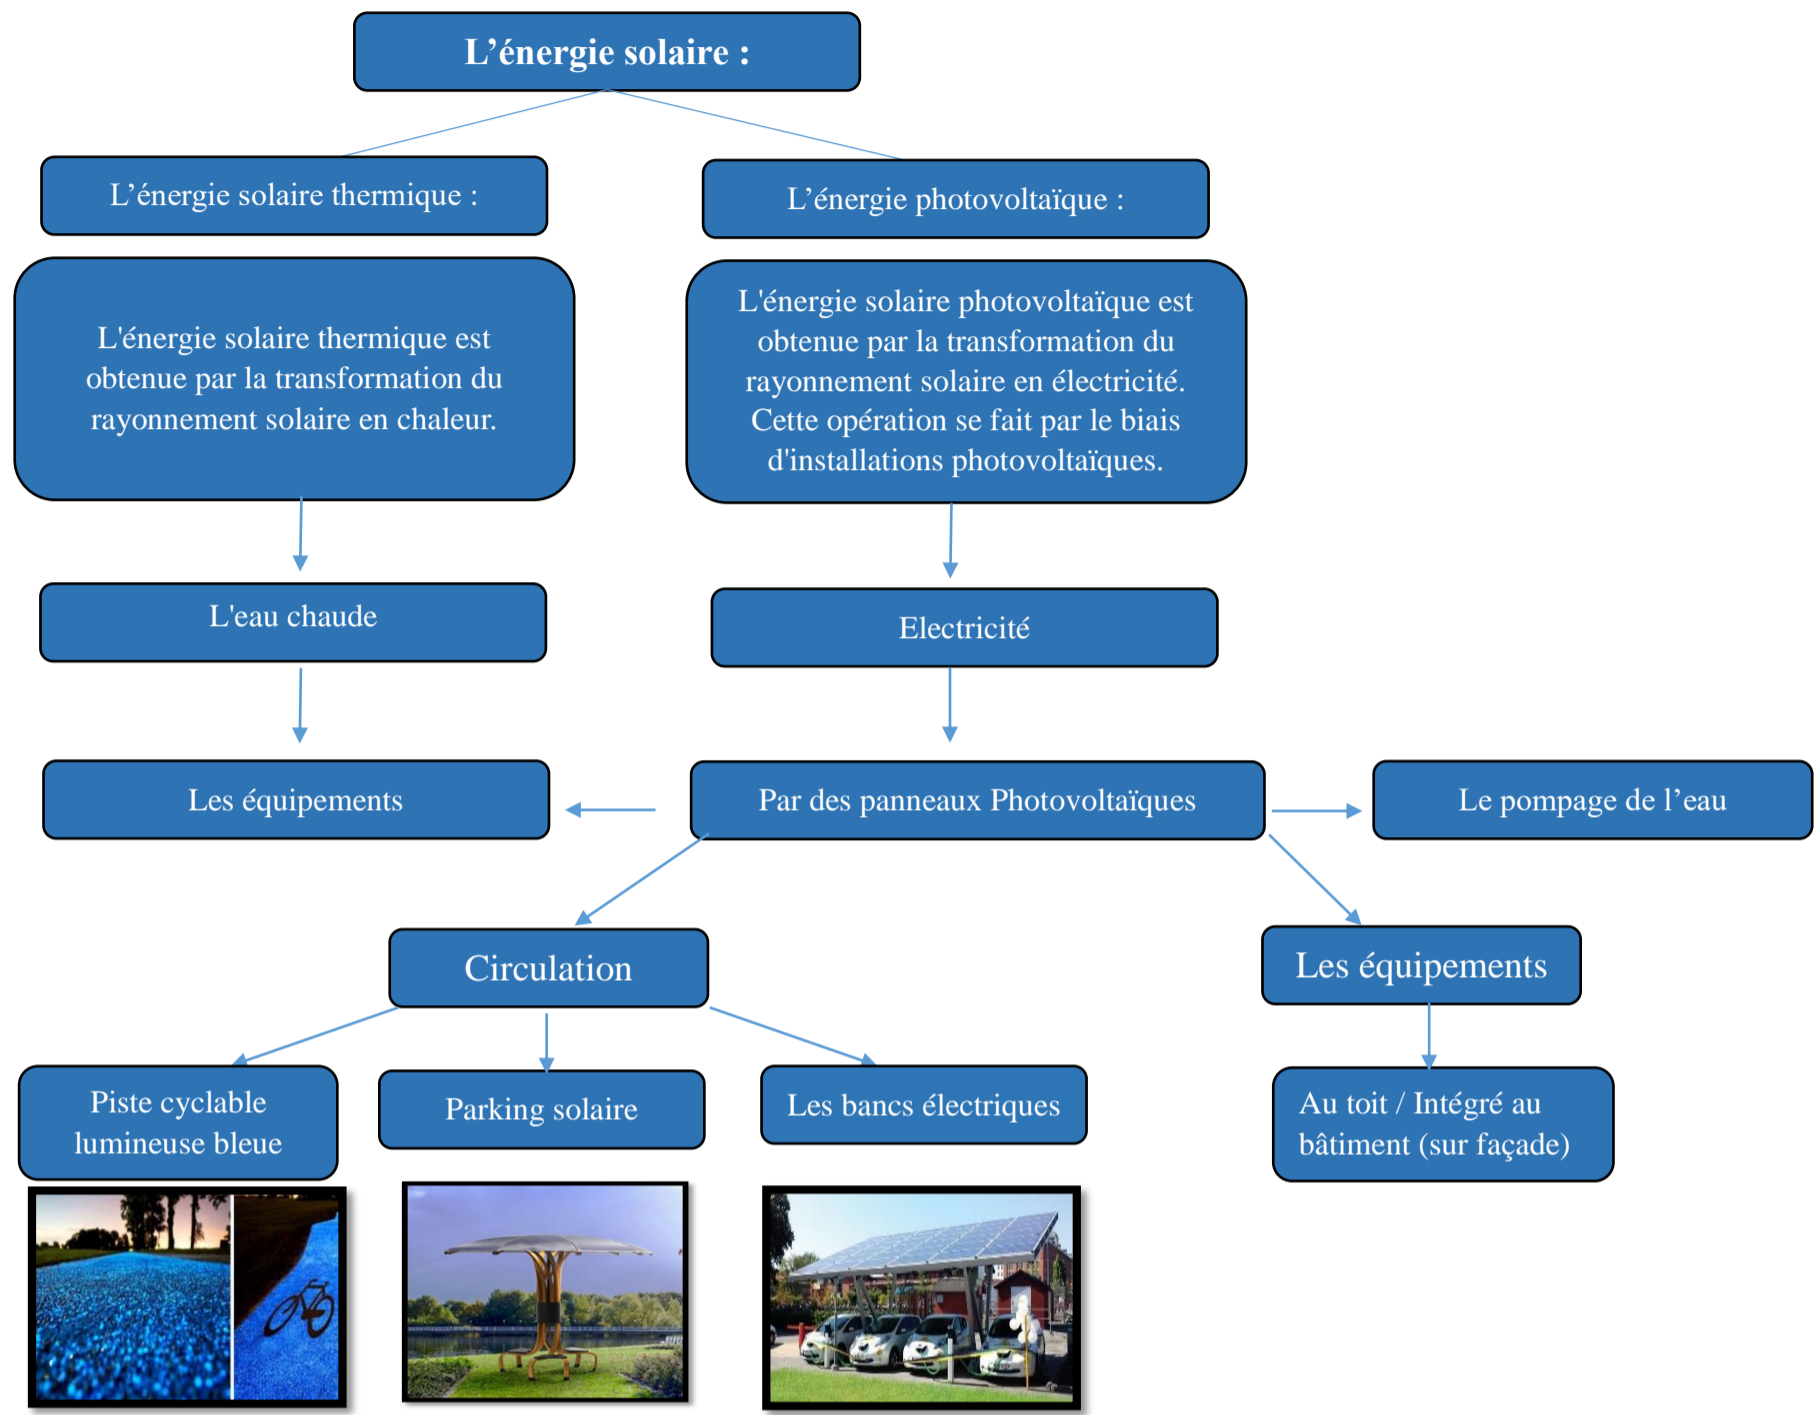 L’énergie solaire :
L’énergie solaire thermique :
L’énergie photovoltaïque :
L'énergie solaire thermique est
obtenue par la transformation du
rayonnement solaire en chaleur.
L'énergie solaire photovoltaïque est
obtenue par la transformation du
rayonnement solaire en électricité.
Cette opération se fait par le biais
d'installations photovoltaïques.
L'eau chaude
Electricité
Les équipements
Par des panneaux Photovoltaïques
Le pompage de l’eau
Circulation
Les équipements
Piste cyclable
lumineuse bleue
Parking solaire
Les bancs électriques
Au toit / Intégré au
bâtiment (sur façade)